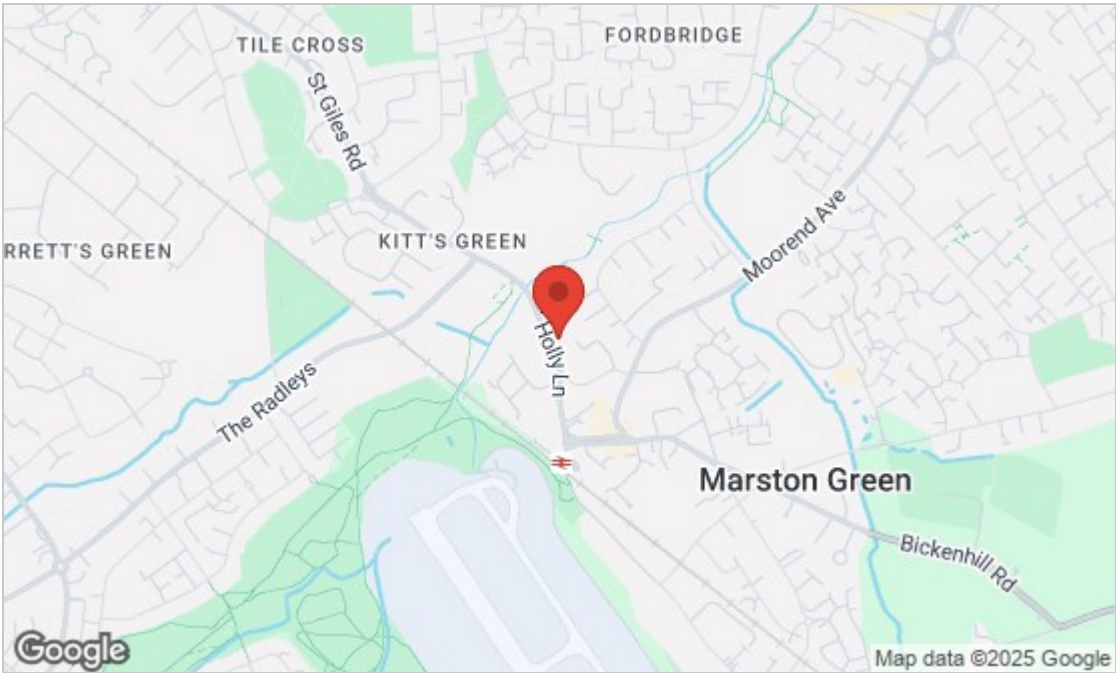 TILE CROSS
FORDBRIDGE
St Giles Rd
KITT'S GREEN
RRETT'S GREEN
Moorend Ave
Holly Ln
The Radleys
Marston Green
Bickenhill Rd
Google
Map data ©2025 Google